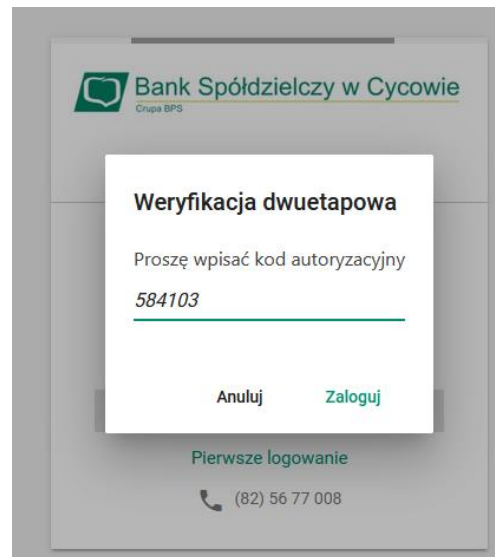 Bank Spółdzielczy w Cycowie
Grupa BPS
Weryfikacja dwuetapowa
Proszę wpisać kod autoryzacyjny
584103
Anuluj Zaloguj
Pierwsze logowanie
(82) 56 77 008